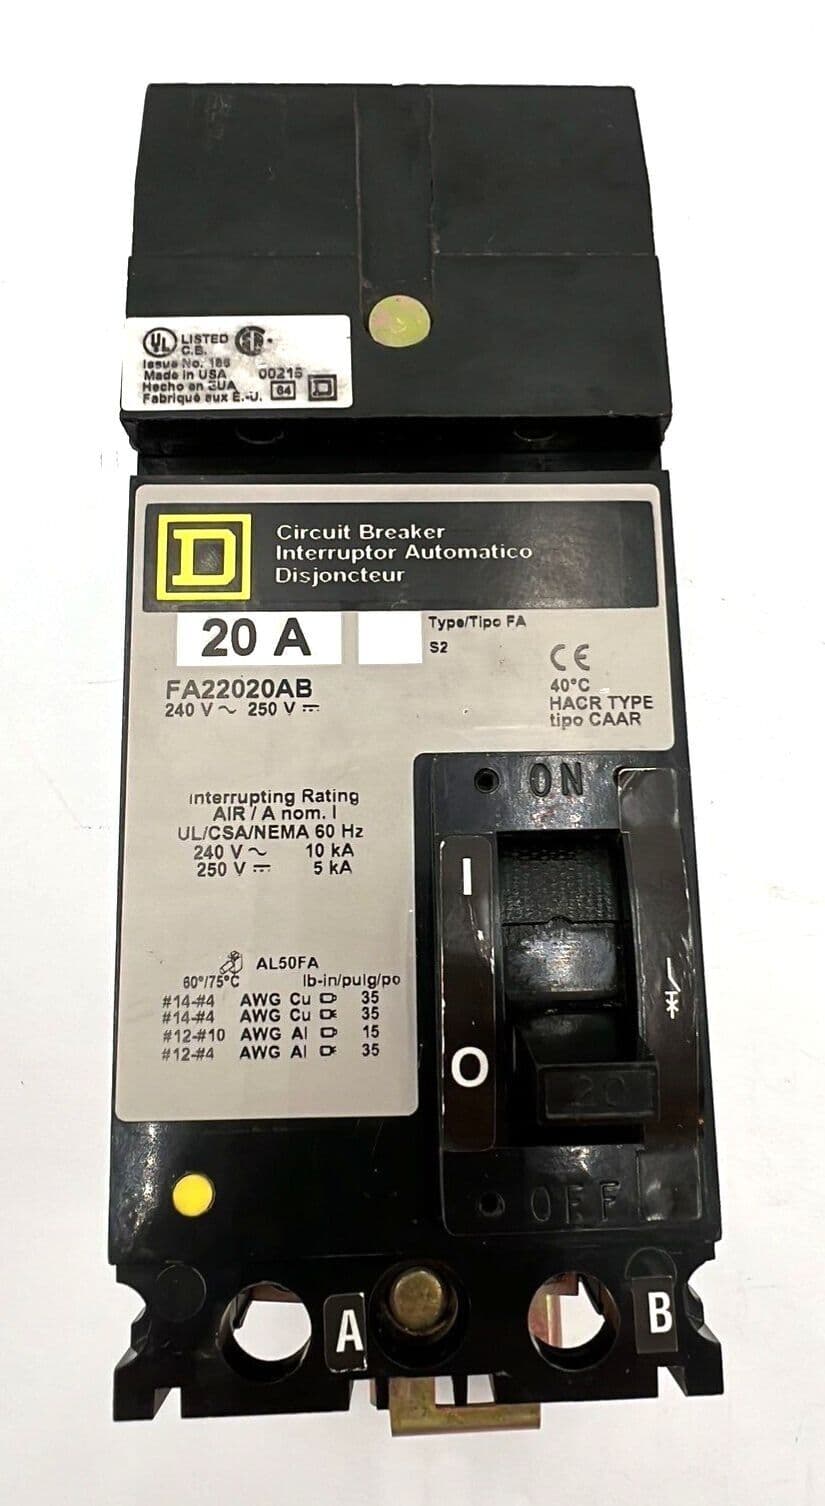 UL LISTED
C.B.
Issue No. 186
Made in USA 00215
Hecho en EUA 64
Fabriqué aux É.-U.
D
Circuit Breaker
Interruptor Automatico
Disjoncteur
20 A
Type/Tipo FA
S2
FA22020AB
240 V ~ 250 V ⎓
CE
40°C
HACR TYPE
tipo CAAR
Interrupting Rating
AIR / A nom. I
UL/CSA/NEMA 60 Hz
240 V ~ 10 kA
250 V ⎓ 5 kA
AL50FA
60°/75°C lb-in/pulg/po
#14-#4 AWG Cu 35
#14-#4 AWG Cu 35
#12-#10 AWG Al 15
#12-#4 AWG Al 35
ON
I
O
20
OFF
A
B